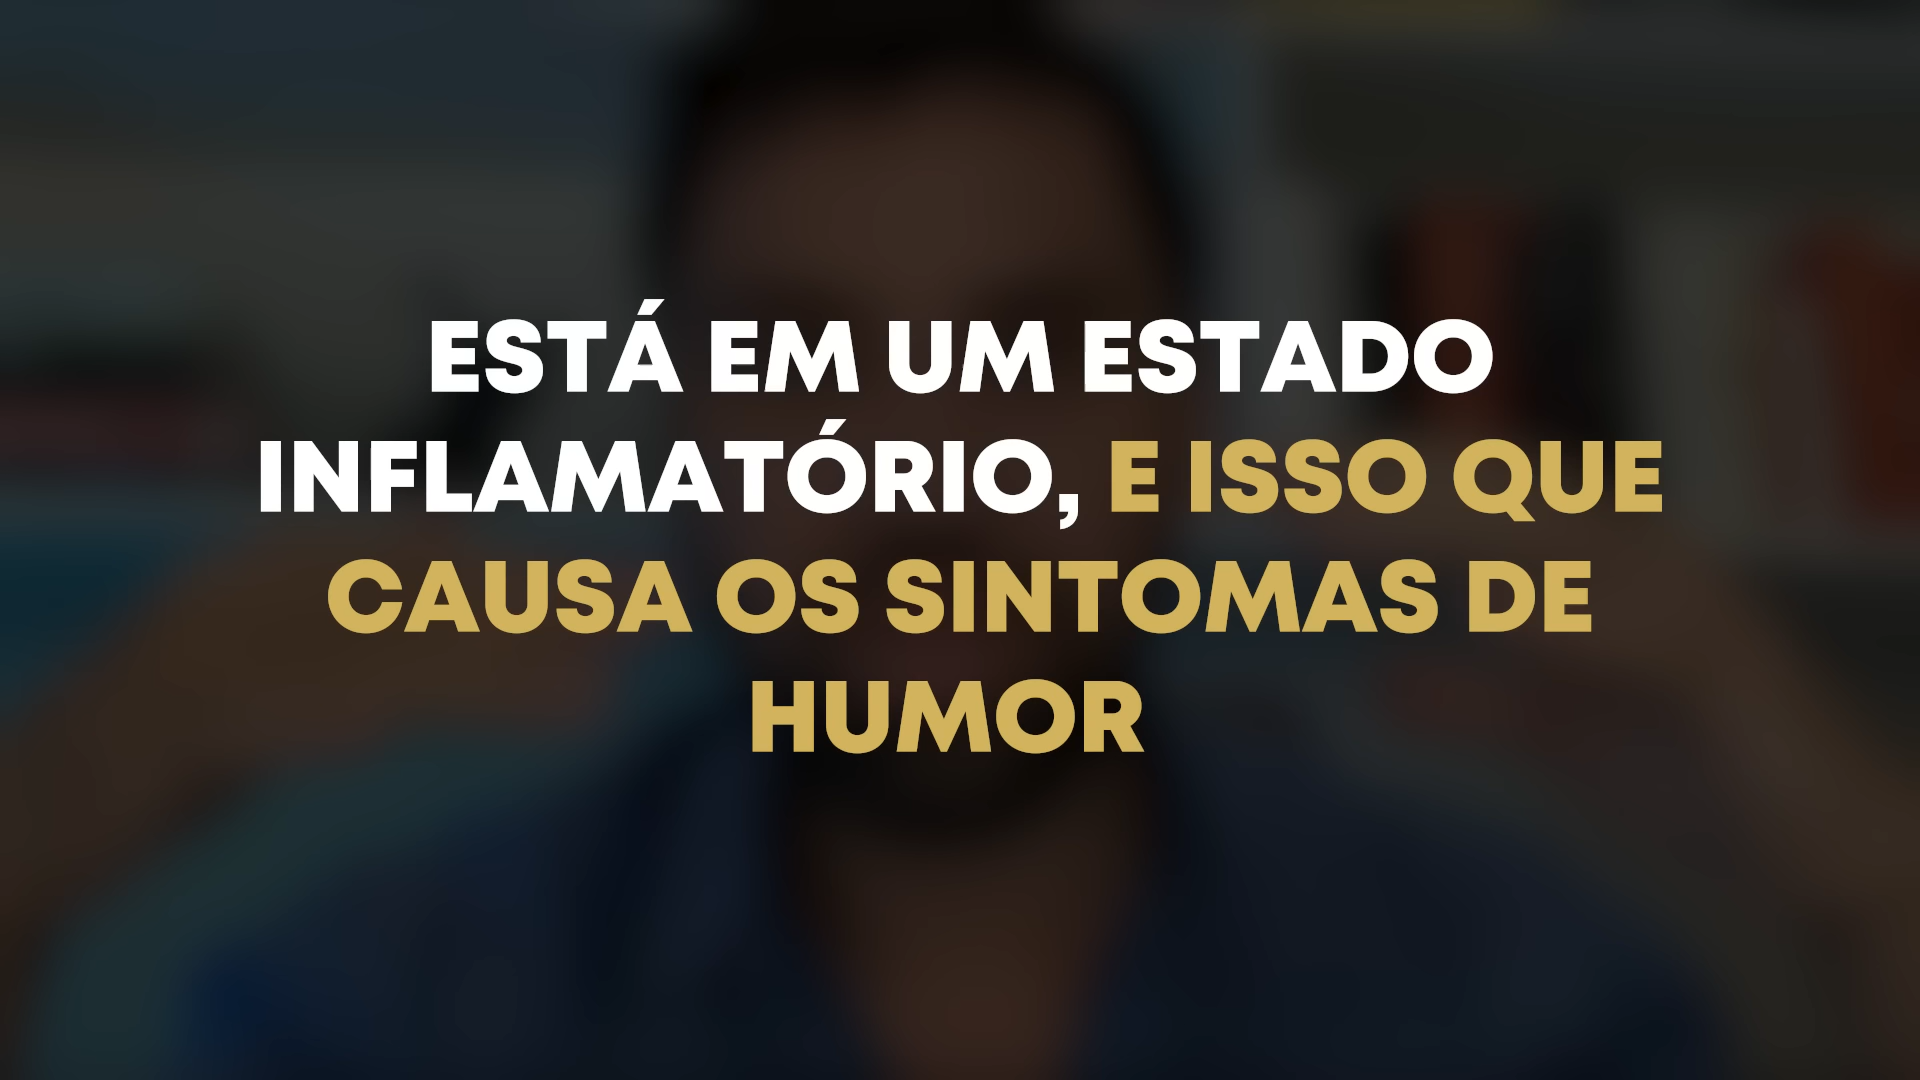 ESTÁ EM UM ESTADO
INFLAMATÓRIO, E ISSO QUE
CAUSA OS SINTOMAS DE
HUMOR